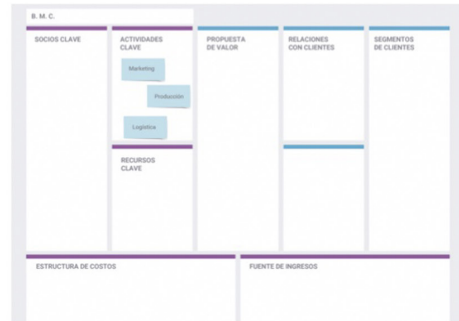 B. M. C.
SOCIOS CLAVE
ACTIVIDADES
CLAVE
Marketing
Producción
Logística
RECURSOS
CLAVE
PROPUESTA
DE VALOR
RELACIONES
CON CLIENTES
SEGMENTOS
DE CLIENTES
ESTRUCTURA DE COSTOS
FUENTE DE INGRESOS